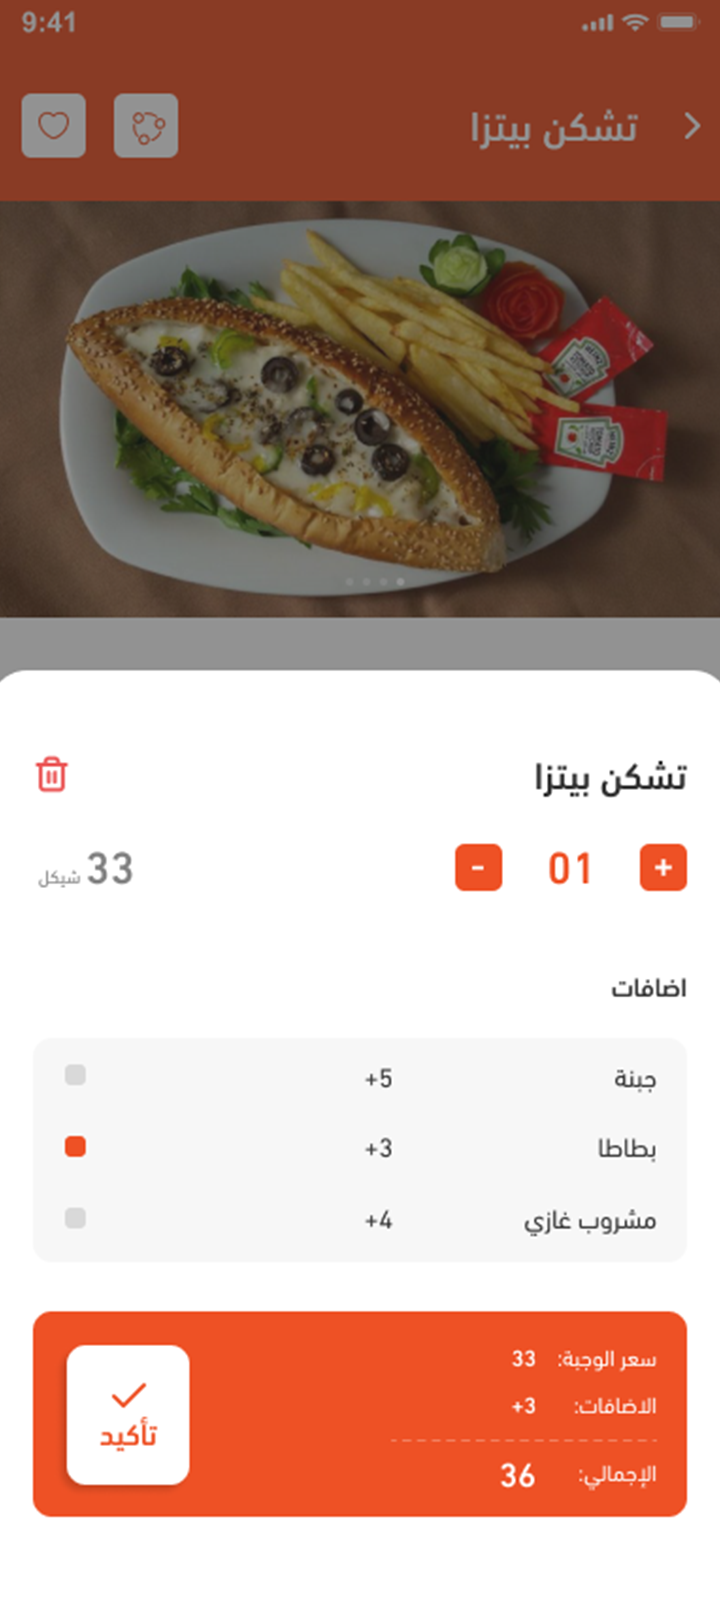 9:41
تشكن بيتزا
تشكن بيتزا
+ 01 -
33 شيكل
اضافات
جبنة +5
بطاطا +3
مشروب غازي +4
سعر الوجبة: 33
الاضافات: +3
الإجمالي: 36
تأكيد